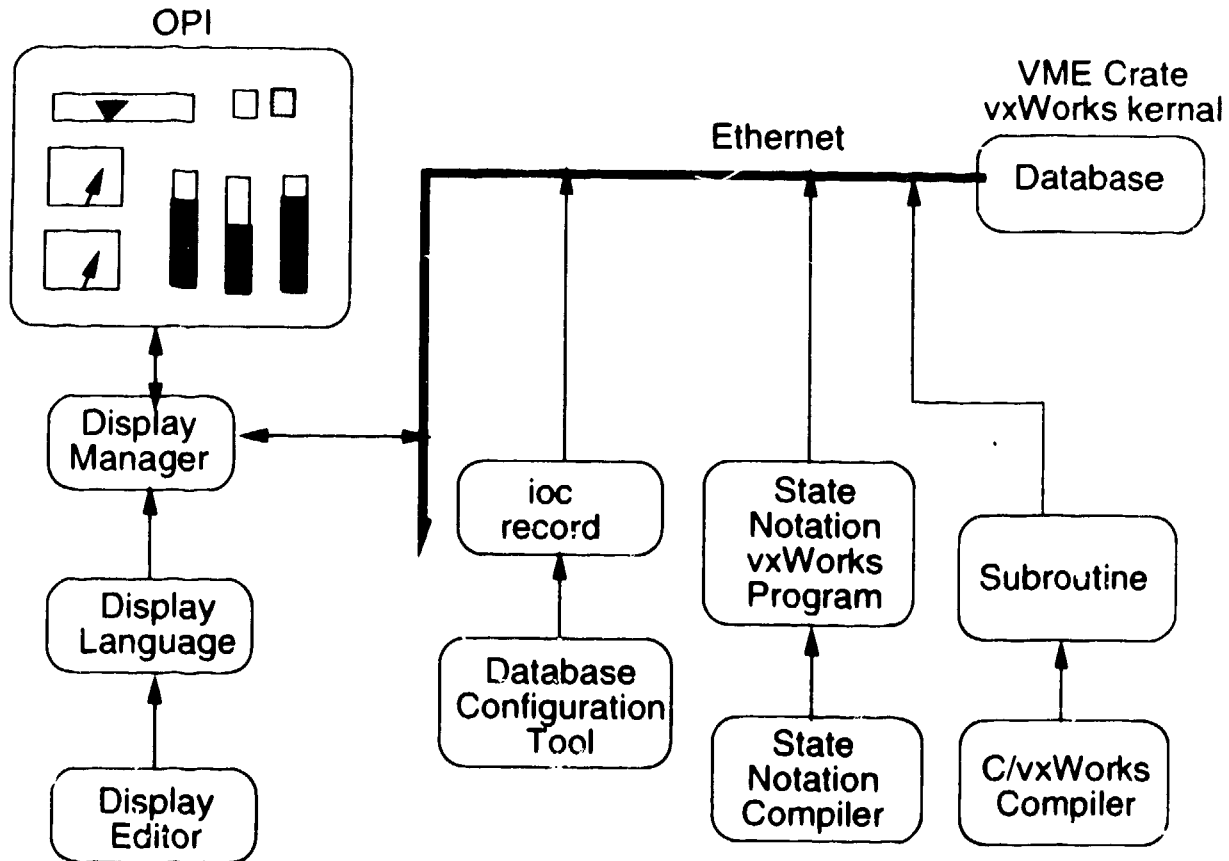 OPI
VME Crate
vxWorks kernal
Ethernet
Database
Display
Manager
ioc
record
State
Notation
vxWorks
Program
Subroutine
Display
Language
Database
Configuration
Tool
State
Notation
Compiler
C/vxWorks
Compiler
Display
Editor